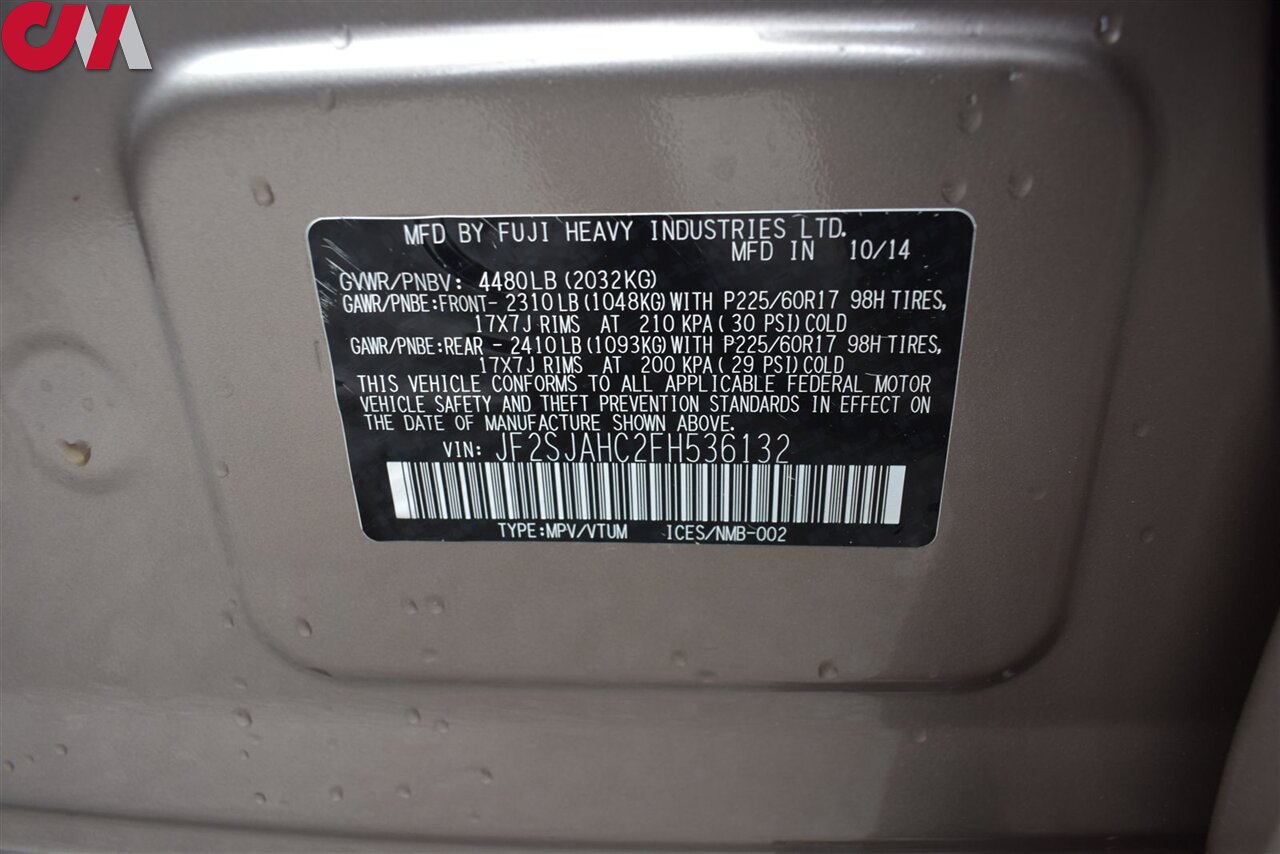 CM
MFD BY FUJI HEAVY INDUSTRIES LTD.
MFD IN 10/14
GVWR/PNBV: 4480LB(2032KG)
GAWR/PNBE:FRONT- 2310LB(1048KG)WITH P225/60R17 98H TIRES,
17X7J RIMS AT 210 KPA(30 PSI)COLD
GAWR/PNBE:REAR - 2410LB(1093KG)WITH P225/60R17 98H TIRES,
17X7J RIMS AT 200 KPA(29 PSI)COLD
THIS VEHICLE CONFORMS TO ALL APPLICABLE FEDERAL MOTOR
VEHICLE SAFETY AND THEFT PREVENTION STANDARDS IN EFFECT ON
THE DATE OF MANUFACTURE SHOWN ABOVE.
VIN: JF2SJAHC2FH536132
TYPE:MPV/VTUM ICES/NMB-002